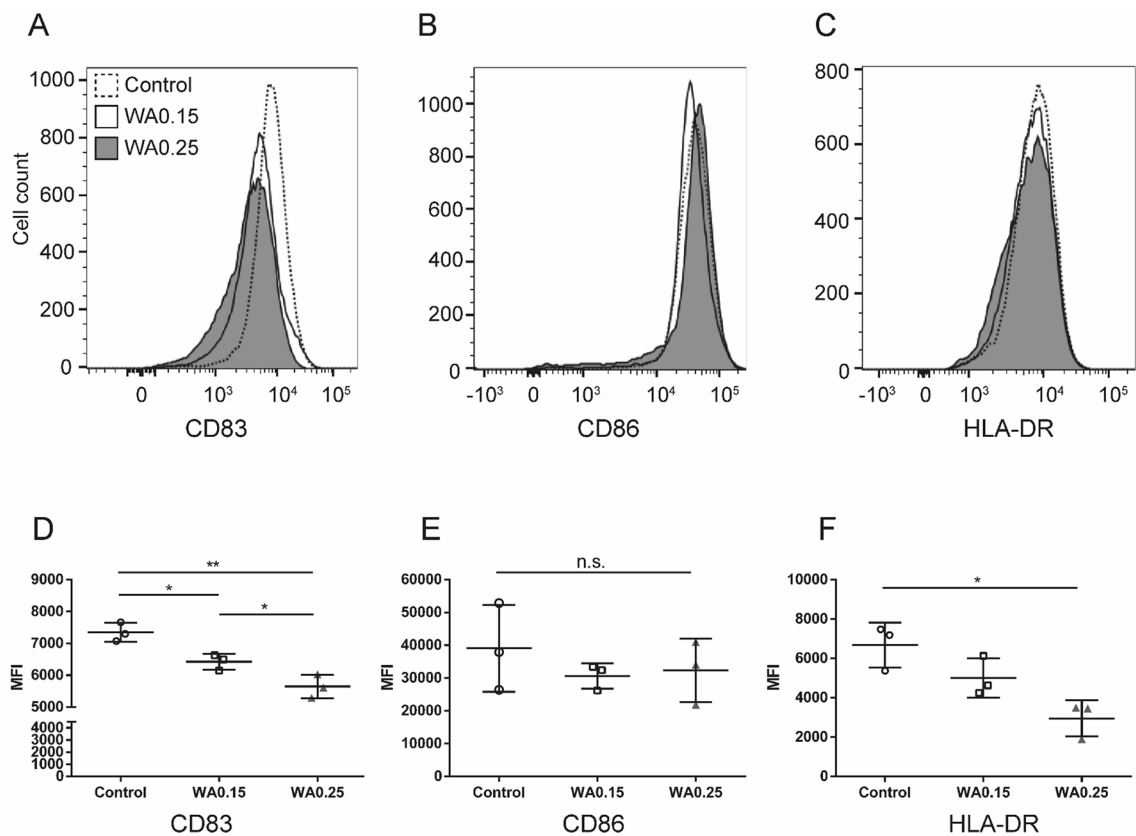 A
B
C
Cell count
1000
800
600
400
200
0
Control
WA0.15
WA0.25
0
10³
10⁴
10⁵
CD83
1000
800
600
400
200
0
-10³
0
10³
10⁴
10⁵
CD86
800
600
400
200
0
-10³
0
10³
10⁴
10⁵
HLA-DR
D
E
F
MFI
9000
8000
7000
6000
5000
4000
3000
2000
1000
0
**
*
*
Control
WA0.15
WA0.25
CD83
MFI
60000
50000
40000
30000
20000
10000
0
n.s.
Control
WA0.15
WA0.25
CD86
MFI
10000
8000
6000
4000
2000
0
*
Control
WA0.15
WA0.25
HLA-DR